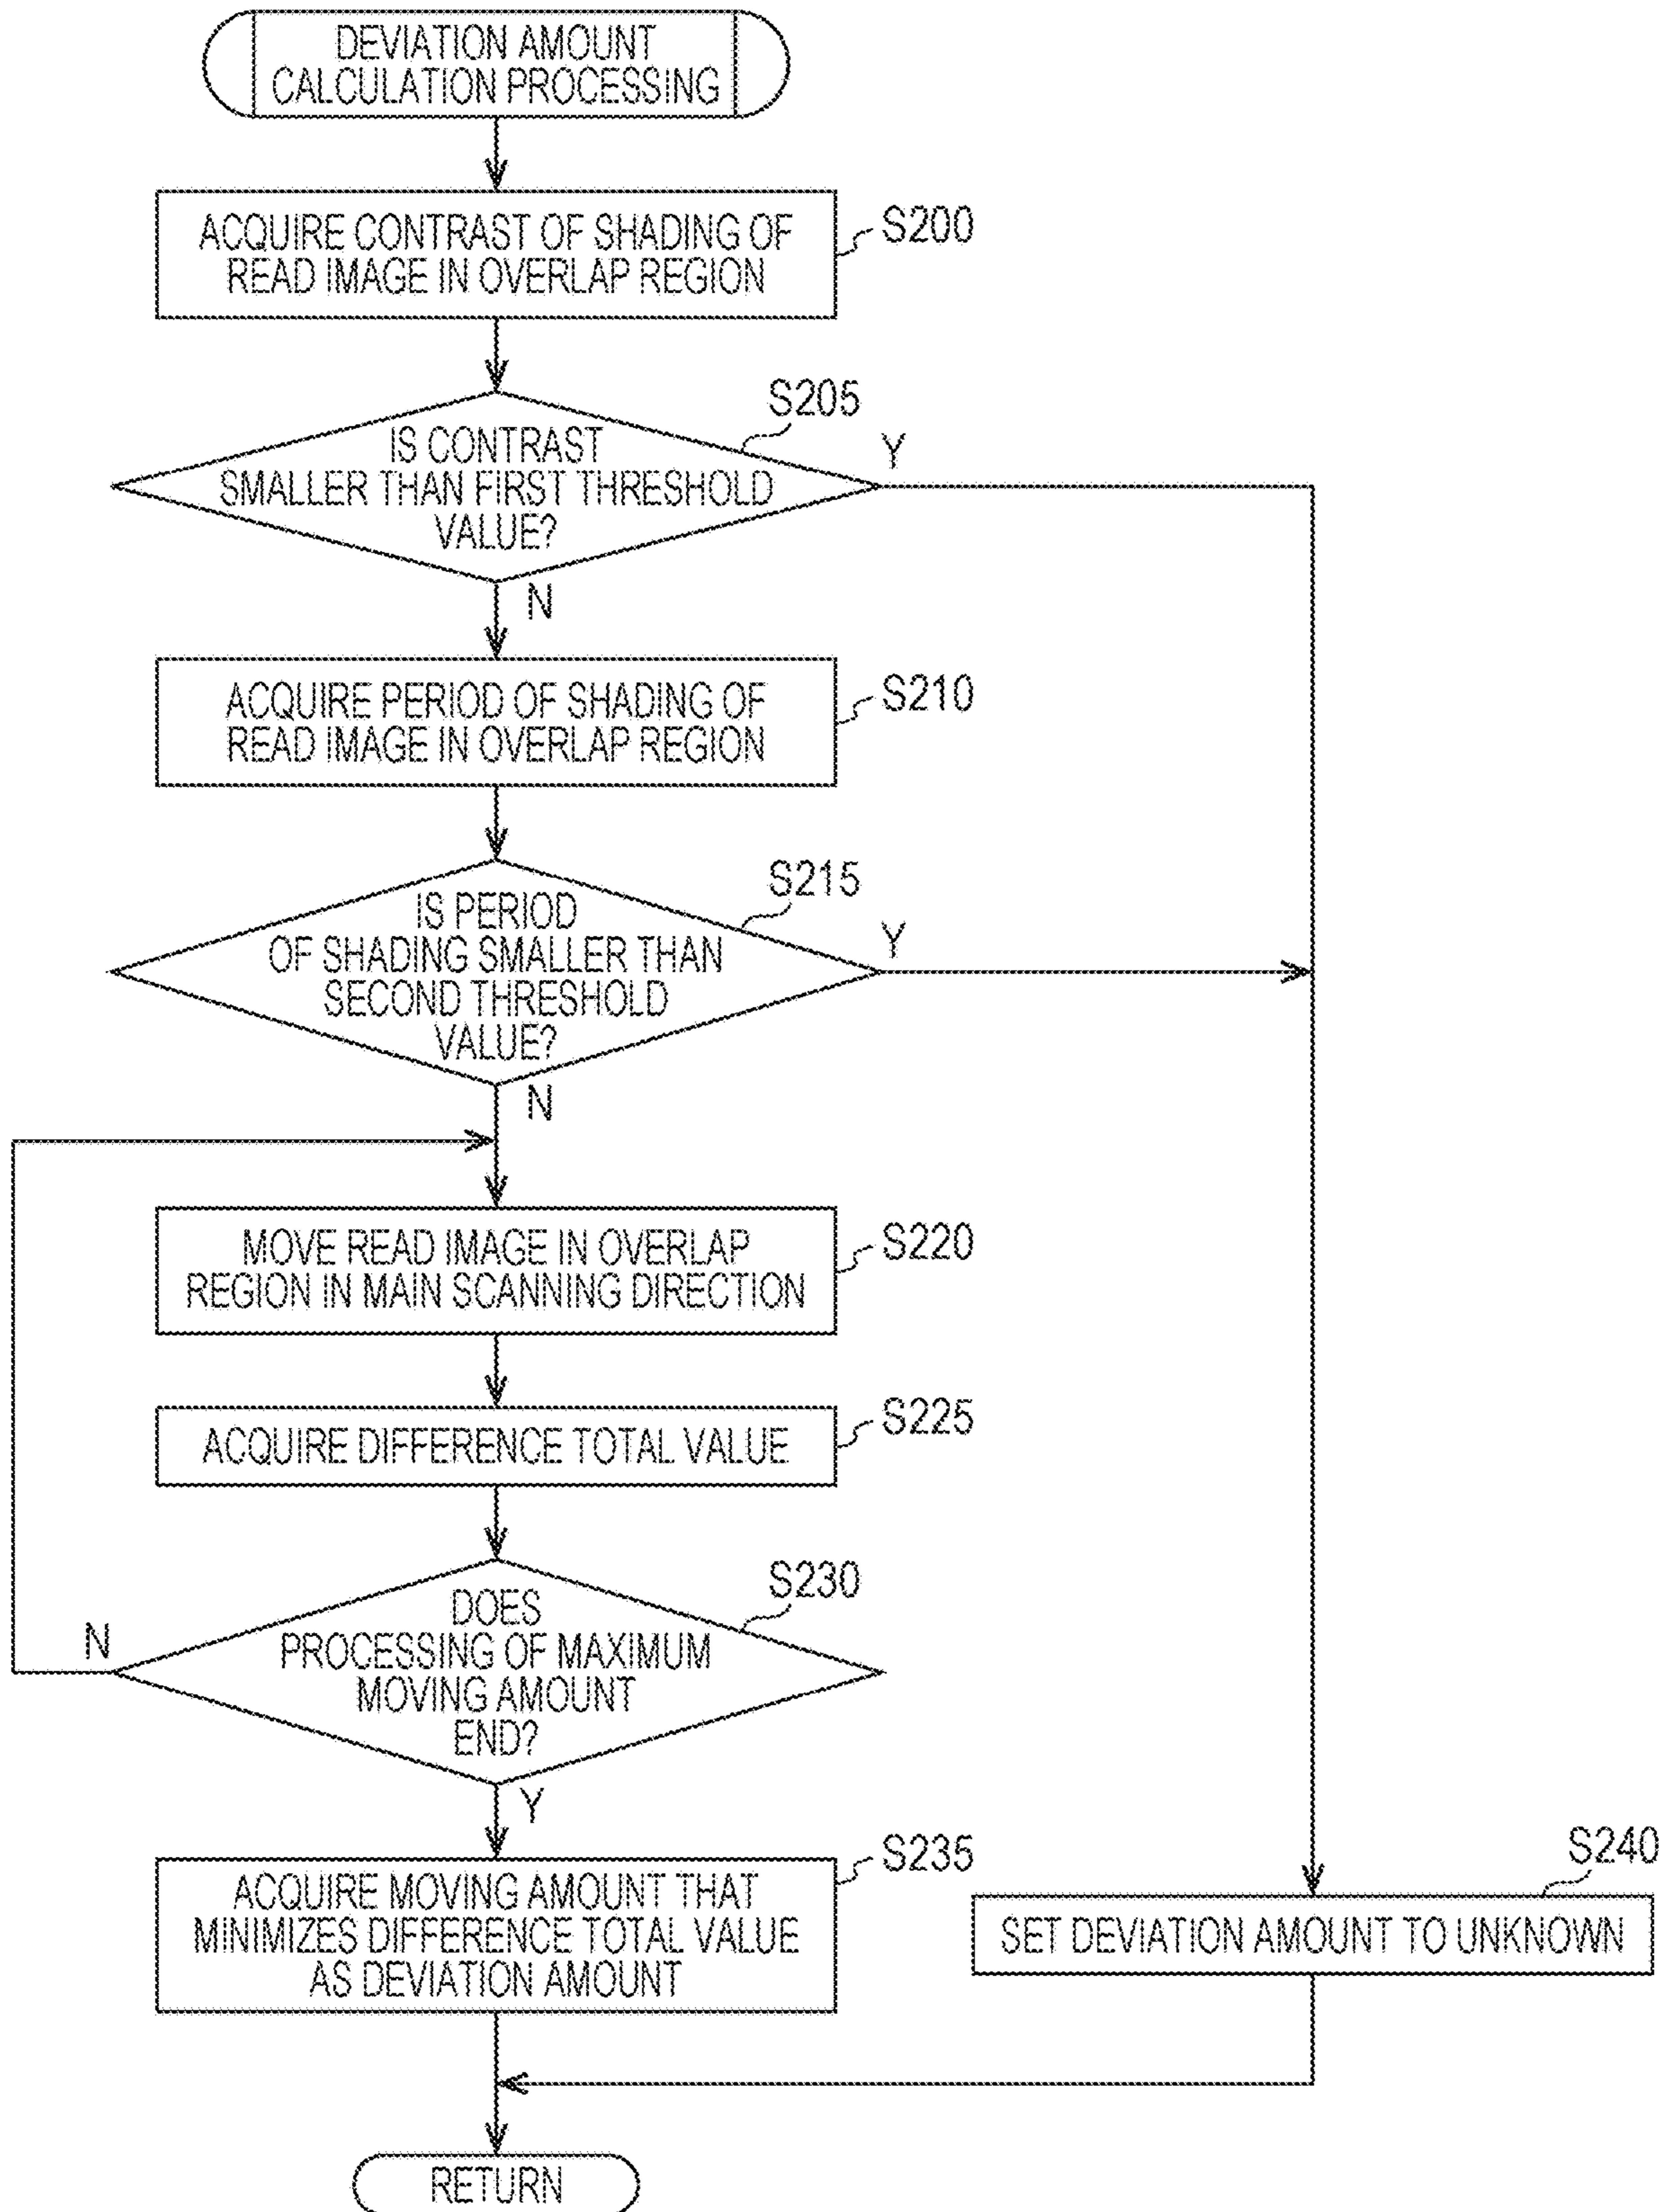 DEVIATION AMOUNT
CALCULATION PROCESSING
ACQUIRE CONTRAST OF SHADING OF
READ IMAGE IN OVERLAP REGION
S200
S205
IS CONTRAST
SMALLER THAN FIRST THRESHOLD
VALUE?
Y
N
ACQUIRE PERIOD OF SHADING OF
READ IMAGE IN OVERLAP REGION
S210
S215
IS PERIOD
OF SHADING SMALLER THAN
SECOND THRESHOLD
VALUE?
Y
N
MOVE READ IMAGE IN OVERLAP
REGION IN MAIN SCANNING DIRECTION
S220
ACQUIRE DIFFERENCE TOTAL VALUE
S225
S230
DOES
PROCESSING OF MAXIMUM
MOVING AMOUNT
END?
N
Y
ACQUIRE MOVING AMOUNT THAT
MINIMIZES DIFFERENCE TOTAL VALUE
AS DEVIATION AMOUNT
S235
S240
SET DEVIATION AMOUNT TO UNKNOWN
RETURN